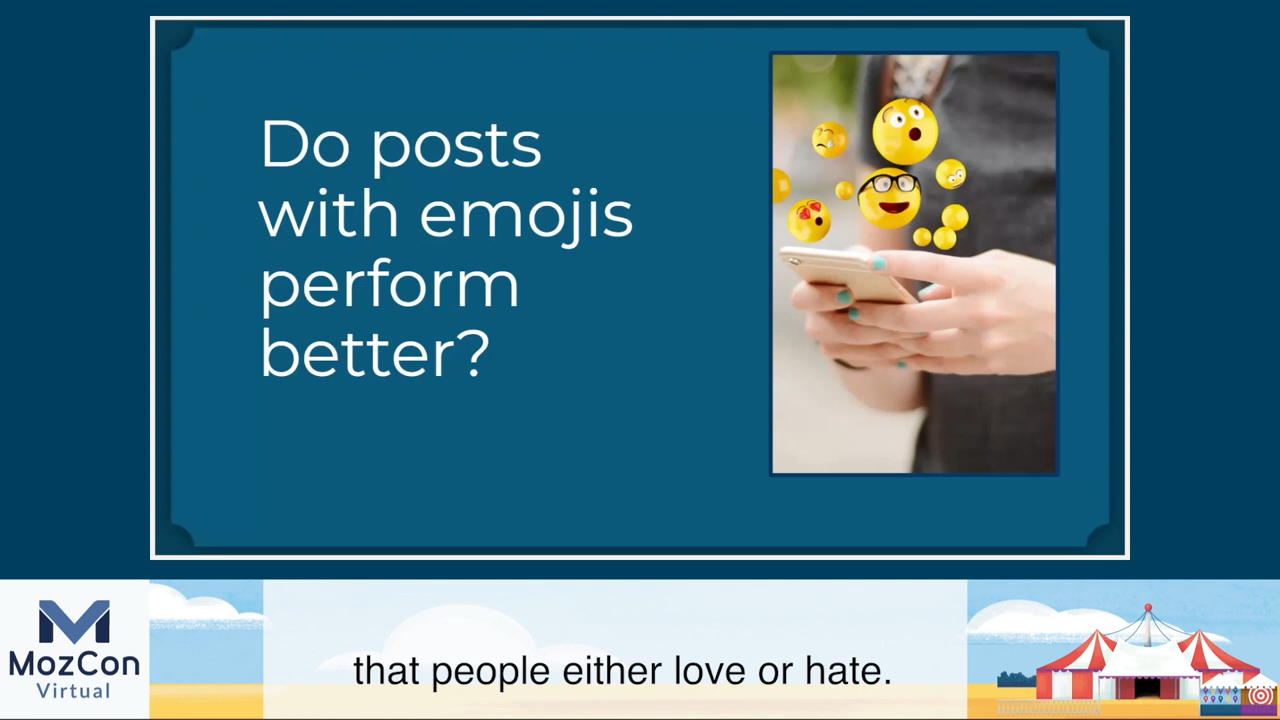 Do posts
with emojis
perform
better?
MozCon
Virtual
that people either love or hate.